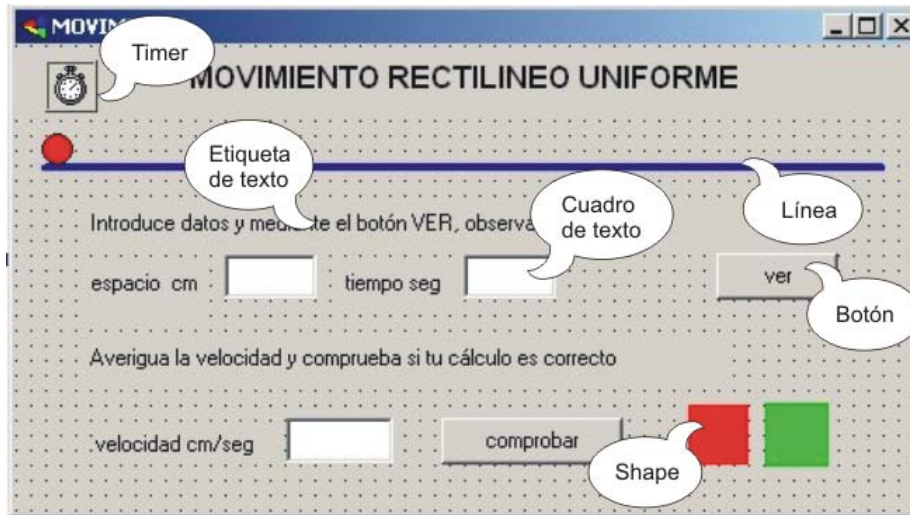 MOVIM
Timer
MOVIMIENTO RECTILINEO UNIFORME
Etiqueta
de texto
Línea
Introduce datos y mediante el botón VER, observa
Cuadro
de texto
espacio cm
tiempo seg
ver
Botón
Averigua la velocidad y comprueba si tu cálculo es correcto
velocidad cm/seg
comprobar
Shape